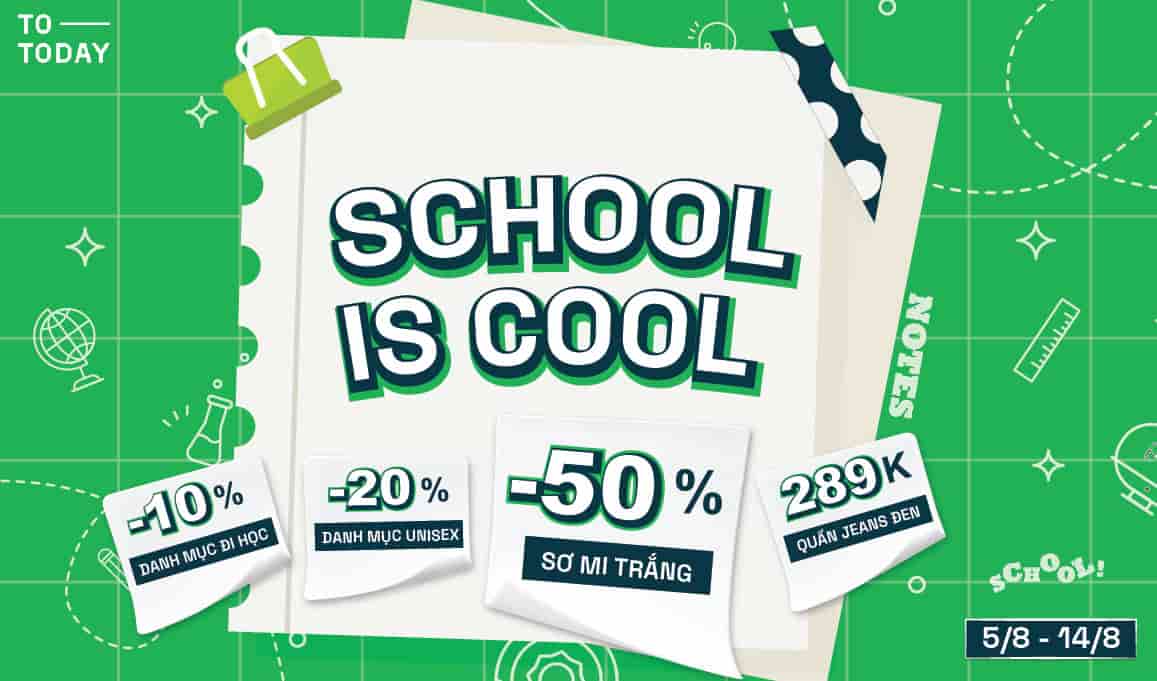 TO
TODAY
SCHOOL
IS COOL
NOTES
-10%
DANH MỤC ĐI HỌC
-20%
DANH MỤC UNISEX
-50%
SƠ MI TRẮNG
289K
QUẦN JEANS ĐEN
SCHOOL!
5/8 - 14/8